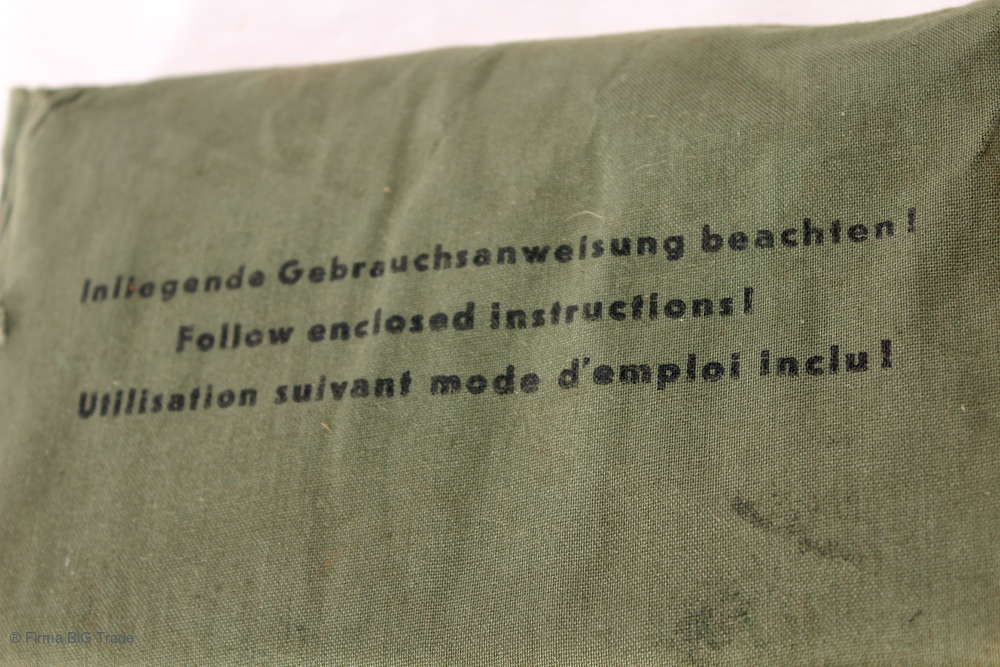 Inliegende Gebrauchsanweisung beachten!
Follow enclosed instructions!
Utilisation suivant mode d'emploi inclu!
© Firma BIG Trade